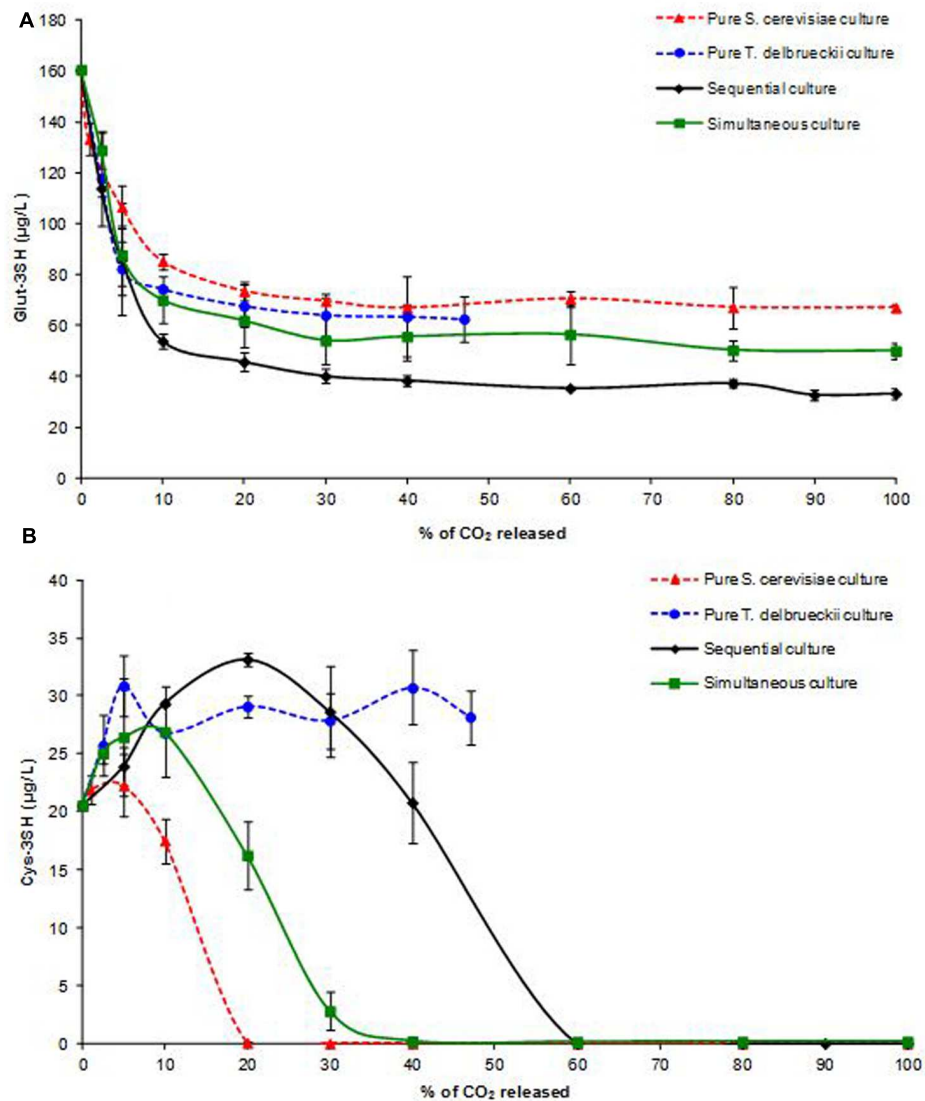 A
Glut-3SH (µg/L)
180
160
140
120
100
80
60
40
20
0
Pure S. cerevisiae culture
Pure T. delbrueckii culture
Sequential culture
Simultaneous culture
0 10 20 30 40 50 60 70 80 90 100
% of CO₂ released
B
Cys-3SH (µg/L)
40
35
30
25
20
15
10
5
0
Pure S. cerevisiae culture
Pure T. delbrueckii culture
Sequential culture
Simultaneous culture
0 10 20 30 40 50 60 70 80 90 100
% of CO₂ released